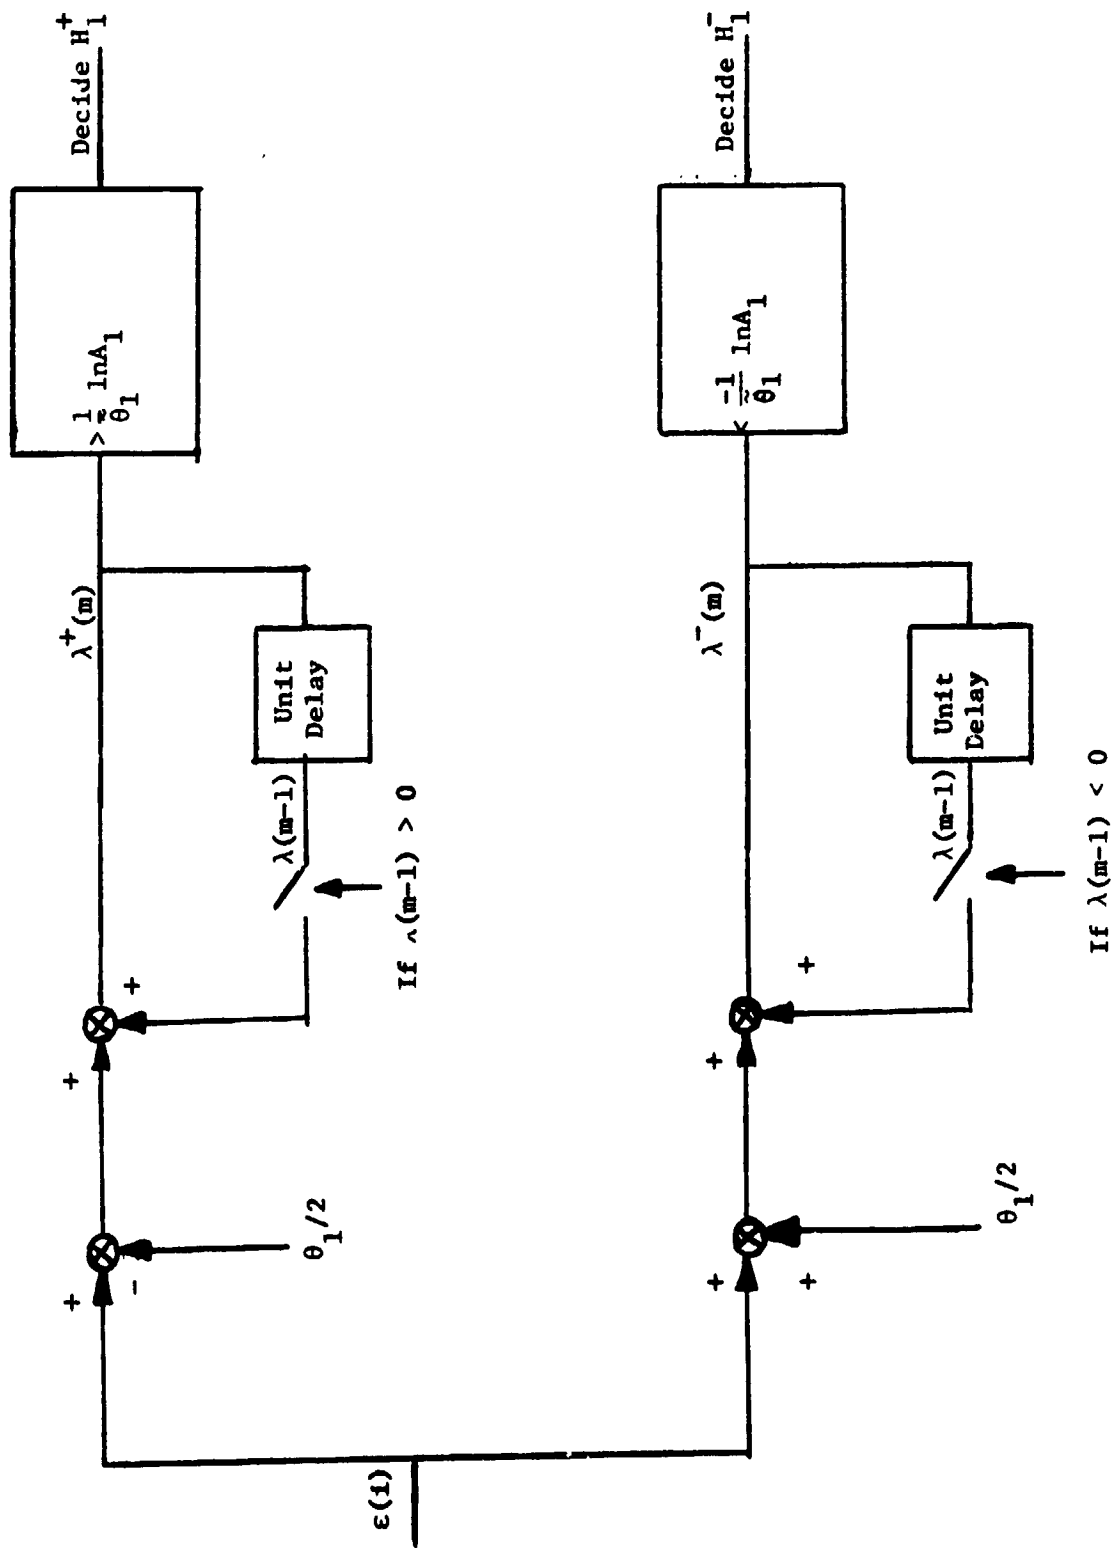 ε(i)
+
-
θ₁/2
+
+
If λ(m-1) > 0
λ(m-1)
Unit
Delay
λ⁺(m)
> 1/θ₁ lnA₁
Decide H₁⁺
+
+
θ₁/2
+
+
If λ(m-1) < 0
λ(m-1)
Unit
Delay
λ⁻(m)
< -1/θ̃₁ lnA₁
Decide H₁⁻